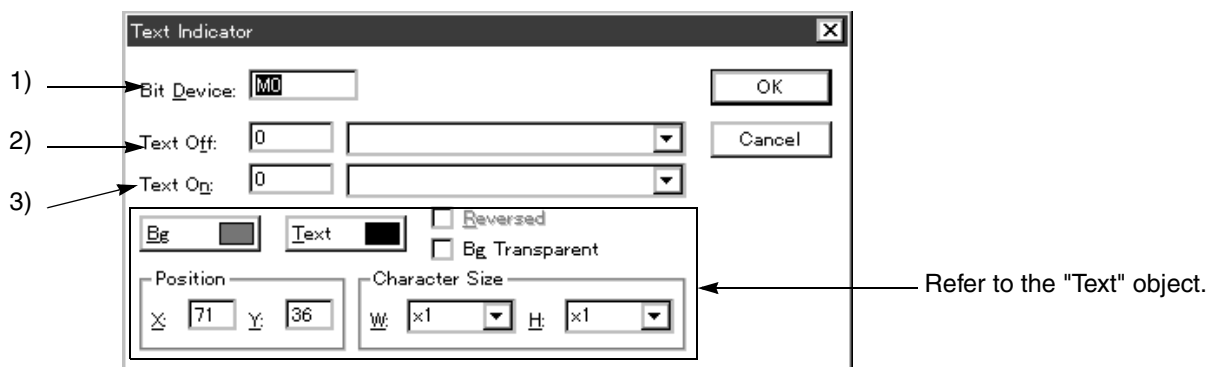 Text Indicator
1)
Bit Device: M0
OK
2)
Text Off: 0
Cancel
3)
Text On: 0
Bg
Text
Reversed
Bg Transparent
Position
Character Size
X: 71 Y: 36
W: ×1 H: ×1
Refer to the "Text" object.